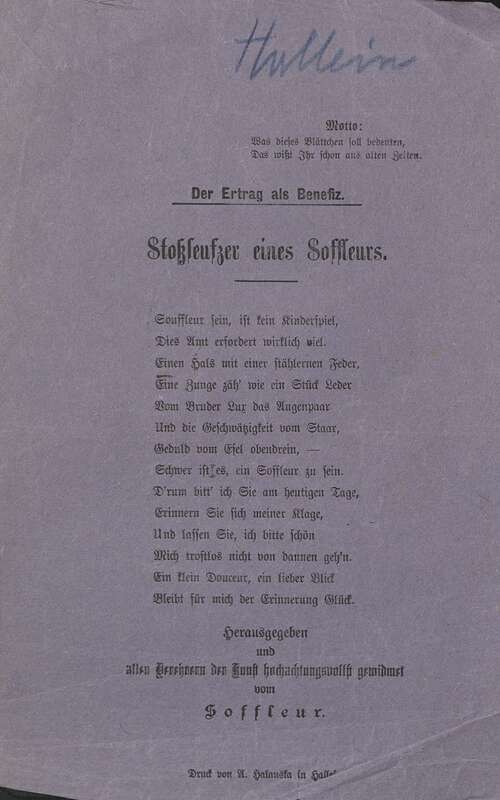 Hallein
Motto:
Was dieses Blättchen soll bedeuten,
Das wißt Ihr schon aus alten Zeiten.
Der Ertrag als Benefiz.
Stoßseufzer eines Soffleurs.
Souffleur sein, ist kein Kinderspiel,
Dies Amt erfordert wirklich viel.
Einen Hals mit einer stählernen Feder,
Eine Zunge zäh' wie ein Stück Leder
Vom Bruder Lux das Augenpaar
Und die Geschwätzigkeit vom Staar,
Geduld vom Esel obendrein, —
Schwer ist es, ein Soffleur zu sein.
D'rum bitt' ich Sie am heutigen Tage,
Erinnern Sie sich meiner Klage,
Und lassen Sie, ich bitte schön
Mich trostlos nicht von dannen geh'n.
Ein klein Douceur, ein lieber Blick
Bleibt für mich der Erinnerung Glück.
Herausgegeben
und
allen Verehrern der Kunst hochachtungsvollst gewidmet
vom
Soffleur.
Druck von A. Halauska in Hallei